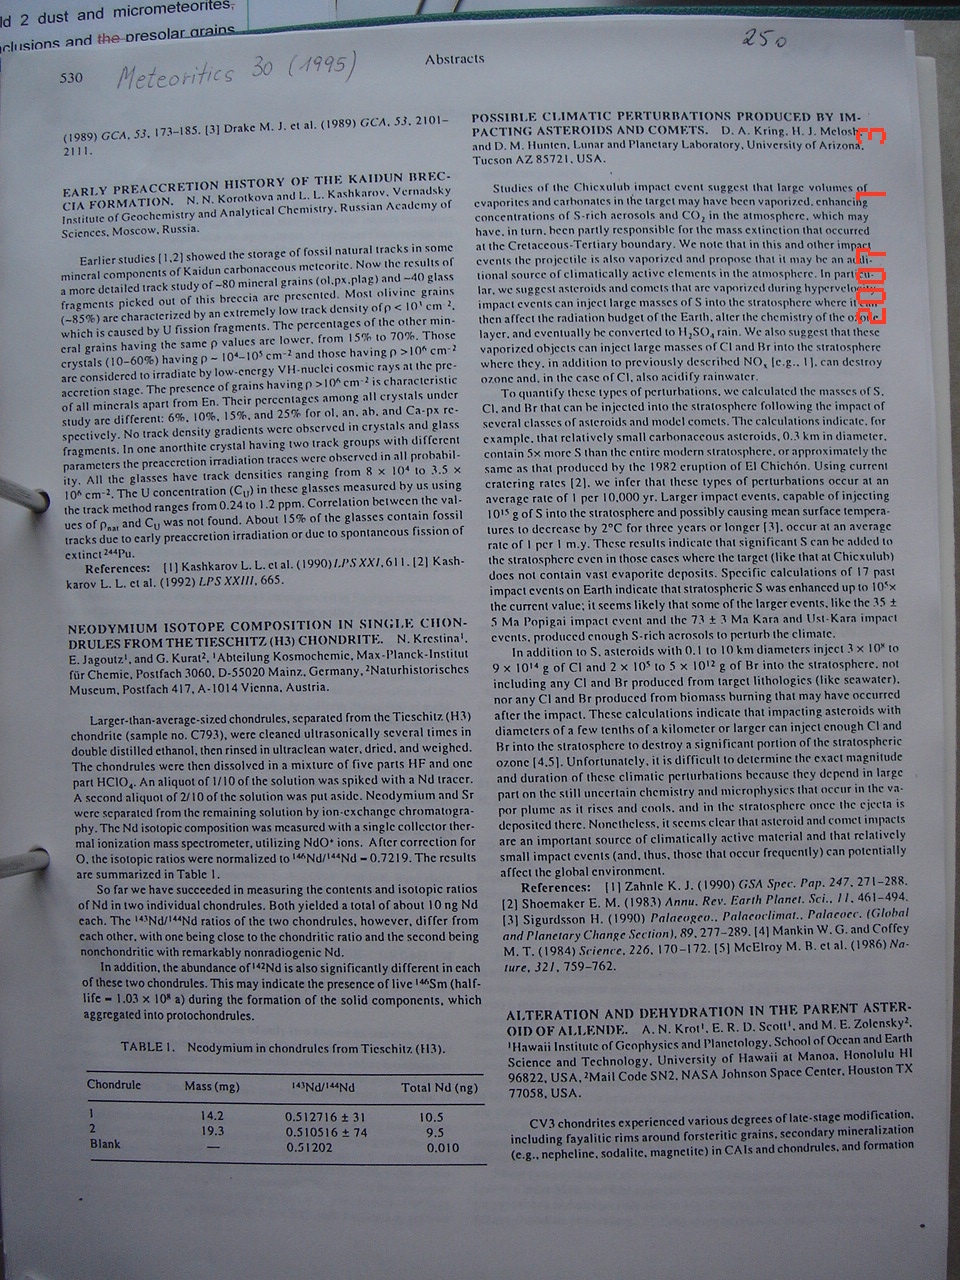 ld 2 dust and micrometeorites,
clusions and the presolar grains
250
530
Meteoritics 30 (1995)
Abstracts
(1989) GCA, 53, 173–185. [3] Drake M. J. et al. (1989) GCA, 53, 2101–
2111.
EARLY PREACCRETION HISTORY OF THE KAIDUN BREC-
CIA FORMATION. N. N. Korotkova and L. L. Kashkarov, Vernadsky
Institute of Geochemistry and Analytical Chemistry, Russian Academy of
Sciences, Moscow, Russia.
Earlier studies [1,2] showed the storage of fossil natural tracks in some
mineral components of Kaidun carbonaceous meteorite. Now the results of
a more detailed track study of ~80 mineral grains (ol,px,plag) and ~40 glass
fragments picked out of this breccia are presented. Most olivine grains
(~85%) are characterized by an extremely low track density of ρ < 10³ cm⁻²,
which is caused by U fission fragments. The percentages of the other min-
eral grains having the same ρ values are lower, from 15% to 70%. Those
crystals (10–60%) having ρ ~ 10⁴–10⁵ cm⁻² and those having ρ >10⁶ cm⁻²
are considered to irradiate by low-energy VH-nuclei cosmic rays at the pre-
accretion stage. The presence of grains having ρ >10⁶ cm⁻² is characteristic
of all minerals apart from En. Their percentages among all crystals under
study are different: 6%, 10%, 15%, and 25% for ol, an, ab, and Ca-px re-
spectively. No track density gradients were observed in crystals and glass
fragments. In one anorthite crystal having two track groups with different
parameters the preaccretion irradiation traces were observed in all probabil-
ity. All the glasses have track densities ranging from 8 × 10⁴ to 3.5 ×
10⁶ cm⁻². The U concentration (C_U) in these glasses measured by us using
the track method ranges from 0.24 to 1.2 ppm. Correlation between the val-
ues of ρ_nat and C_U was not found. About 15% of the glasses contain fossil
tracks due to early preaccretion irradiation or due to spontaneous fission of
extinct ²⁴⁴Pu.
References: [1] Kashkarov L. L. et al. (1990) LPS XXI, 611. [2] Kash-
karov L. L. et al. (1992) LPS XXIII, 665.
NEODYMIUM ISOTOPE COMPOSITION IN SINGLE CHON-
DRULES FROM THE TIESCHITZ (H3) CHONDRITE. N. Krestina¹,
E. Jagoutz¹, and G. Kurat², ¹Abteilung Kosmochemie, Max-Planck-Institut
für Chemie, Postfach 3060, D-55020 Mainz, Germany, ²Naturhistorisches
Museum, Postfach 417, A-1014 Vienna, Austria.
Larger-than-average-sized chondrules, separated from the Tieschitz (H3)
chondrite (sample no. C793), were cleaned ultrasonically several times in
double distilled ethanol, then rinsed in ultraclean water, dried, and weighed.
The chondrules were then dissolved in a mixture of five parts HF and one
part HClO₄. An aliquot of 1/10 of the solution was spiked with a Nd tracer.
A second aliquot of 2/10 of the solution was put aside. Neodymium and Sr
were separated from the remaining solution by ion-exchange chromatogra-
phy. The Nd isotopic composition was measured with a single collector ther-
mal ionization mass spectrometer, utilizing NdO⁺ ions. After correction for
O, the isotopic ratios were normalized to ¹⁴⁶Nd/¹⁴⁴Nd = 0.7219. The results
are summarized in Table 1.
So far we have succeeded in measuring the contents and isotopic ratios
of Nd in two individual chondrules. Both yielded a total of about 10 ng Nd
each. The ¹⁴³Nd/¹⁴⁴Nd ratios of the two chondrules, however, differ from
each other, with one being close to the chondritic ratio and the second being
nonchondritic with remarkably nonradiogenic Nd.
In addition, the abundance of ¹⁴²Nd is also significantly different in each
of these two chondrules. This may indicate the presence of live ¹⁴⁶Sm (half-
life = 1.03 × 10⁸ a) during the formation of the solid components, which
aggregated into protochondrules.
TABLE 1. Neodymium in chondrules from Tieschitz (H3).
Chondrule Mass (mg) ¹⁴³Nd/¹⁴⁴Nd Total Nd (ng)
1 14.2 0.512716 ± 31 10.5
2 19.3 0.510516 ± 74 9.5
Blank — 0.51202 0.010
POSSIBLE CLIMATIC PERTURBATIONS PRODUCED BY IM-
PACTING ASTEROIDS AND COMETS. D. A. Kring, H. J. Melosh,
and D. M. Hunten, Lunar and Planetary Laboratory, University of Arizona,
Tucson AZ 85721, USA.
Studies of the Chicxulub impact event suggest that large volumes of
evaporites and carbonates in the target may have been vaporized, enhancing
concentrations of S-rich aerosols and CO₂ in the atmosphere, which may
have, in turn, been partly responsible for the mass extinction that occurred
at the Cretaceous-Tertiary boundary. We note that in this and other impact
events the projectile is also vaporized and propose that it may be an addi-
tional source of climatically active elements in the atmosphere. In particu-
lar, we suggest asteroids and comets that are vaporized during hypervelocity
impact events can inject large masses of S into the stratosphere where it can
then affect the radiation budget of the Earth, alter the chemistry of the ozone
layer, and eventually be converted to H₂SO₄ rain. We also suggest that these
vaporized objects can inject large masses of Cl and Br into the stratosphere
where they, in addition to previously described NOₓ [e.g., 1], can destroy
ozone and, in the case of Cl, also acidify rainwater.
To quantify these types of perturbations, we calculated the masses of S,
Cl, and Br that can be injected into the stratosphere following the impact of
several classes of asteroids and model comets. The calculations indicate, for
example, that relatively small carbonaceous asteroids, 0.3 km in diameter,
contain 5x more S than the entire modern stratosphere, or approximately the
same as that produced by the 1982 eruption of El Chichón. Using current
cratering rates [2], we infer that these types of perturbations occur at an
average rate of 1 per 10,000 yr. Larger impact events, capable of injecting
10¹⁵ g of S into the stratosphere and possibly causing mean surface tempera-
tures to decrease by 2°C for three years or longer [3], occur at an average
rate of 1 per 1 m.y. These results indicate that significant S can be added to
the stratosphere even in those cases where the target (like that at Chicxulub)
does not contain vast evaporite deposits. Specific calculations of 17 past
impact events on Earth indicate that stratospheric S was enhanced up to 10⁵x
the current value; it seems likely that some of the larger events, like the 35 ±
5 Ma Popigai impact event and the 73 ± 3 Ma Kara and Ust-Kara impact
events, produced enough S-rich aerosols to perturb the climate.
In addition to S, asteroids with 0.1 to 10 km diameters inject 3 × 10⁸ to
9 × 10¹⁴ g of Cl and 2 × 10⁵ to 5 × 10¹² g of Br into the stratosphere, not
including any Cl and Br produced from target lithologies (like seawater),
nor any Cl and Br produced from biomass burning that may have occurred
after the impact. These calculations indicate that impacting asteroids with
diameters of a few tenths of a kilometer or larger can inject enough Cl and
Br into the stratosphere to destroy a significant portion of the stratospheric
ozone [4,5]. Unfortunately, it is difficult to determine the exact magnitude
and duration of these climatic perturbations because they depend in large
part on the still uncertain chemistry and microphysics that occur in the va-
por plume as it rises and cools, and in the stratosphere once the ejecta is
deposited there. Nonetheless, it seems clear that asteroid and comet impacts
are an important source of climatically active material and that relatively
small impact events (and, thus, those that occur frequently) can potentially
affect the global environment.
References: [1] Zahnle K. J. (1990) GSA Spec. Pap. 247, 271–288.
[2] Shoemaker E. M. (1983) Annu. Rev. Earth Planet. Sci., 11, 461–494.
[3] Sigurdsson H. (1990) Palaeogeo., Palaeoclimat., Palaeoec. (Global
and Planetary Change Section), 89, 277–289. [4] Mankin W. G. and Coffey
M. T. (1984) Science, 226, 170–172. [5] McElroy M. B. et al. (1986) Na-
ture, 321, 759–762.
ALTERATION AND DEHYDRATION IN THE PARENT ASTER-
OID OF ALLENDE. A. N. Krot¹, E. R. D. Scott¹, and M. E. Zolensky²,
¹Hawaii Institute of Geophysics and Planetology, School of Ocean and Earth
Science and Technology, University of Hawaii at Manoa, Honolulu HI
96822, USA, ²Mail Code SN2, NASA Johnson Space Center, Houston TX
77058, USA.
CV3 chondrites experienced various degrees of late-stage modification,
including fayalitic rims around forsteritic grains, secondary mineralization
(e.g., nepheline, sodalite, magnetite) in CAIs and chondrules, and formation
2007 1 3